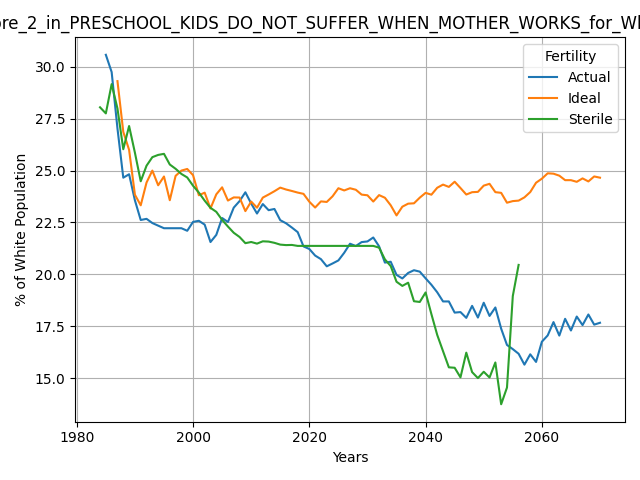 ore_2_in_PRESCHOOL_KIDS_DO_NOT_SUFFER_WHEN_MOTHER_WORKS_for_Wh
Fertility
Actual
Ideal
Sterile
30.0
27.5
25.0
22.5
20.0
17.5
15.0
% of White Population
1980
2000
2020
2040
2060
Years